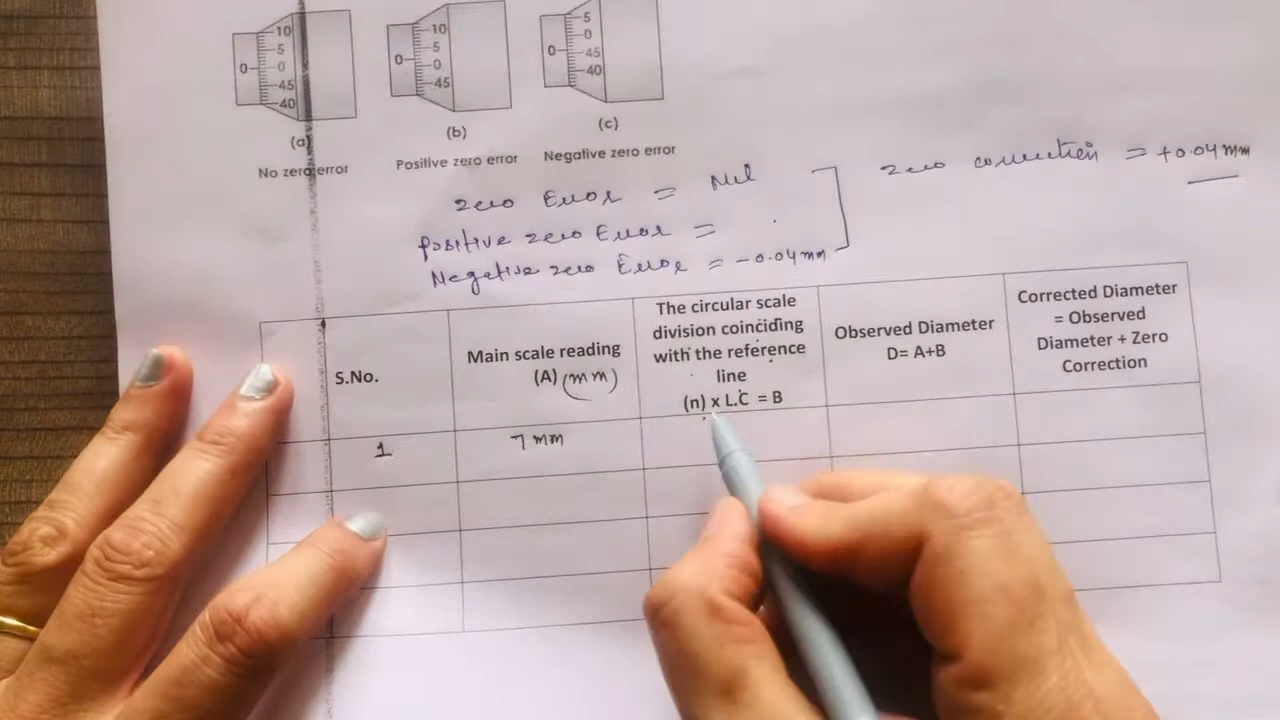 10
5
0
0
45
40
10
5
0
0
45
5
0
0
45
40
(a)
(b)
(c)
No zero error
Positive zero error
Negative zero error
zero Error = Nil
positive zero Error =
Negative zero Error = -0.04mm
zero correction = +0.04mm
S.No.
Main scale reading
(A) (mm)
The circular scale
division coinciding
with the reference
line
(n) x L.C = B
Observed Diameter
D= A+B
Corrected Diameter
= Observed
Diameter + Zero
Correction
1
7 mm